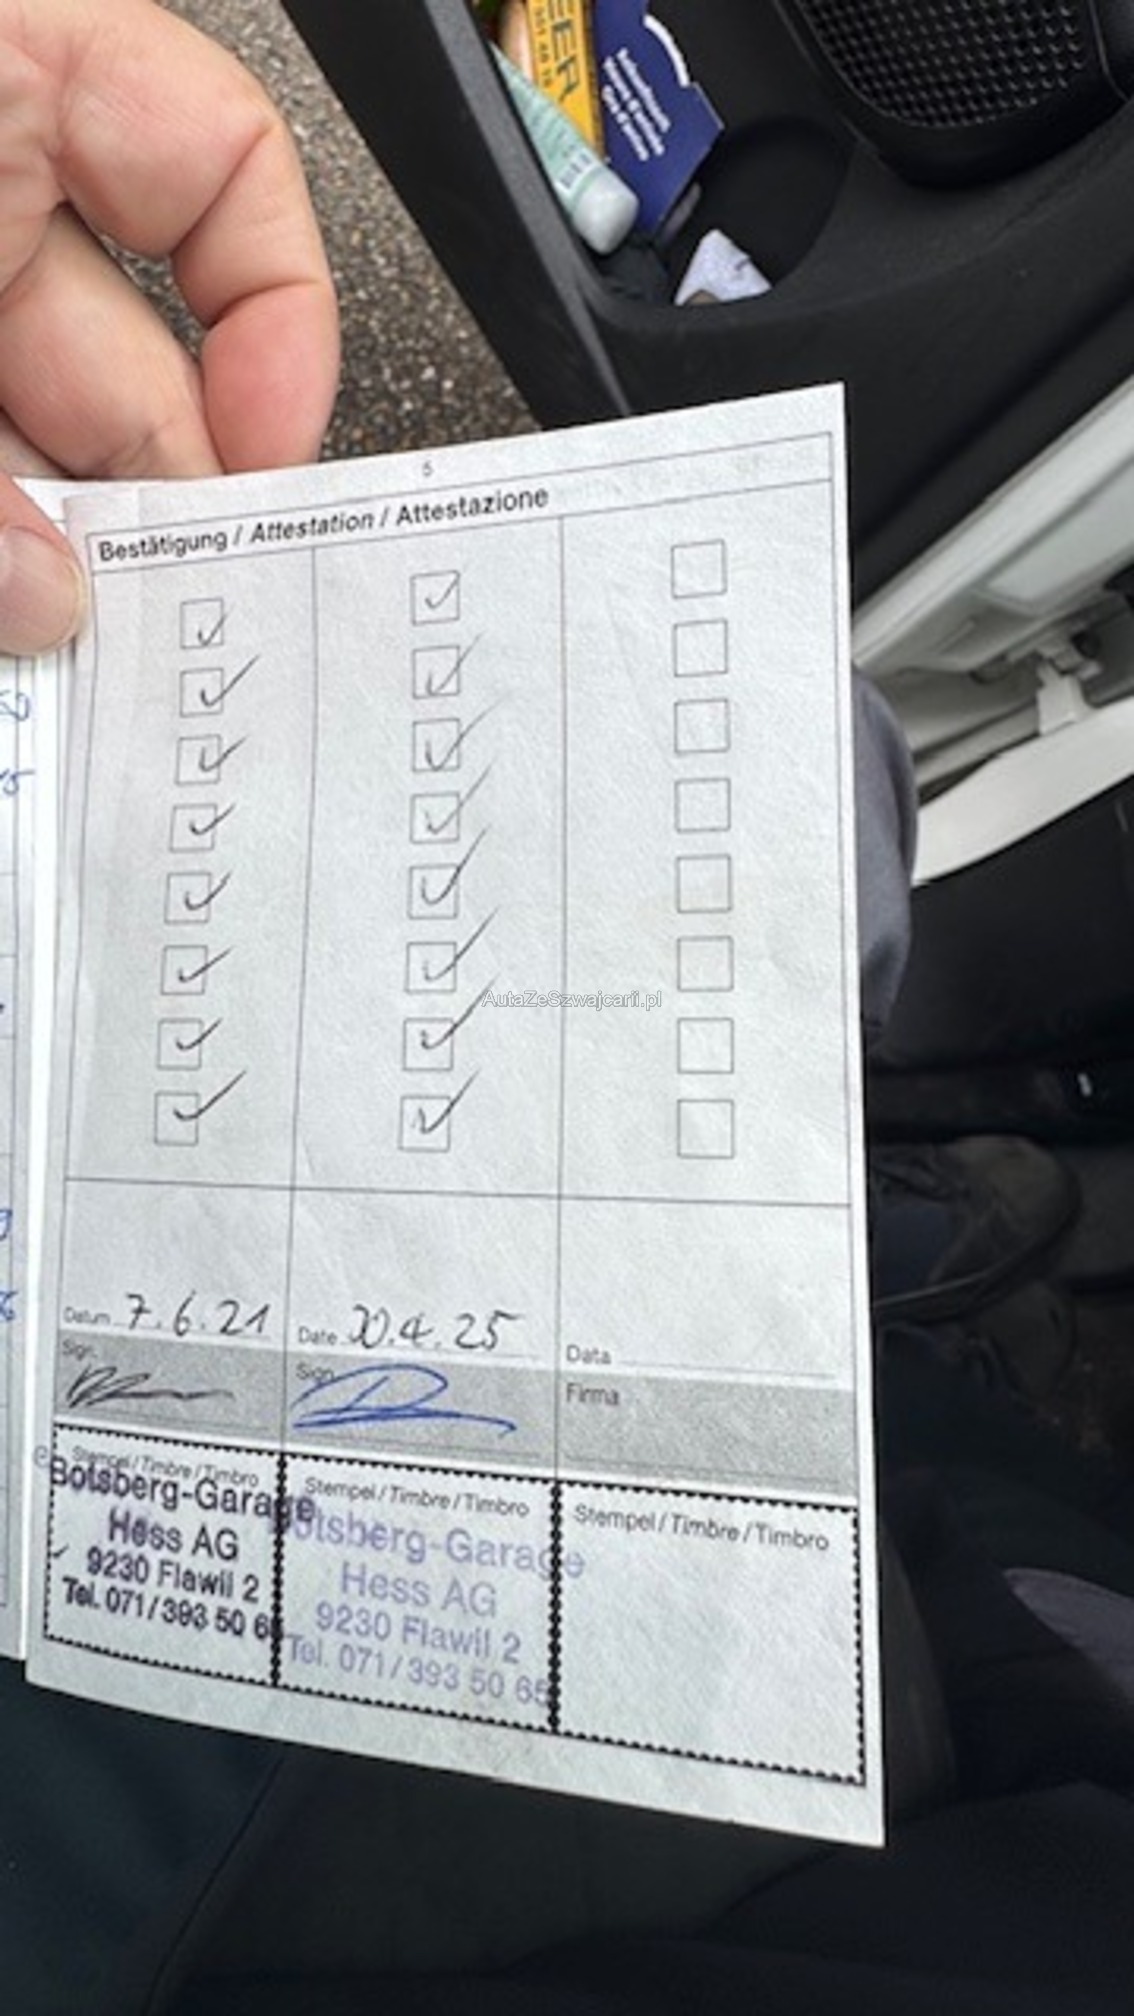 5
Bestätigung / Attestation / Attestazione
AutaZeSzwajcarii.pl
Datum 7.6.21
Date 30.4.25
Data
Sign.
Sign.
Firma
Stempel / Timbre / Timbro
Stempel / Timbre / Timbro
Stempel / Timbre / Timbro
Botsberg-Garage
Hess AG
9230 Flawil 2
Tel. 071 / 393 50 65
Botsberg-Garage
Hess AG
9230 Flawil 2
Tel. 071 / 393 50 65